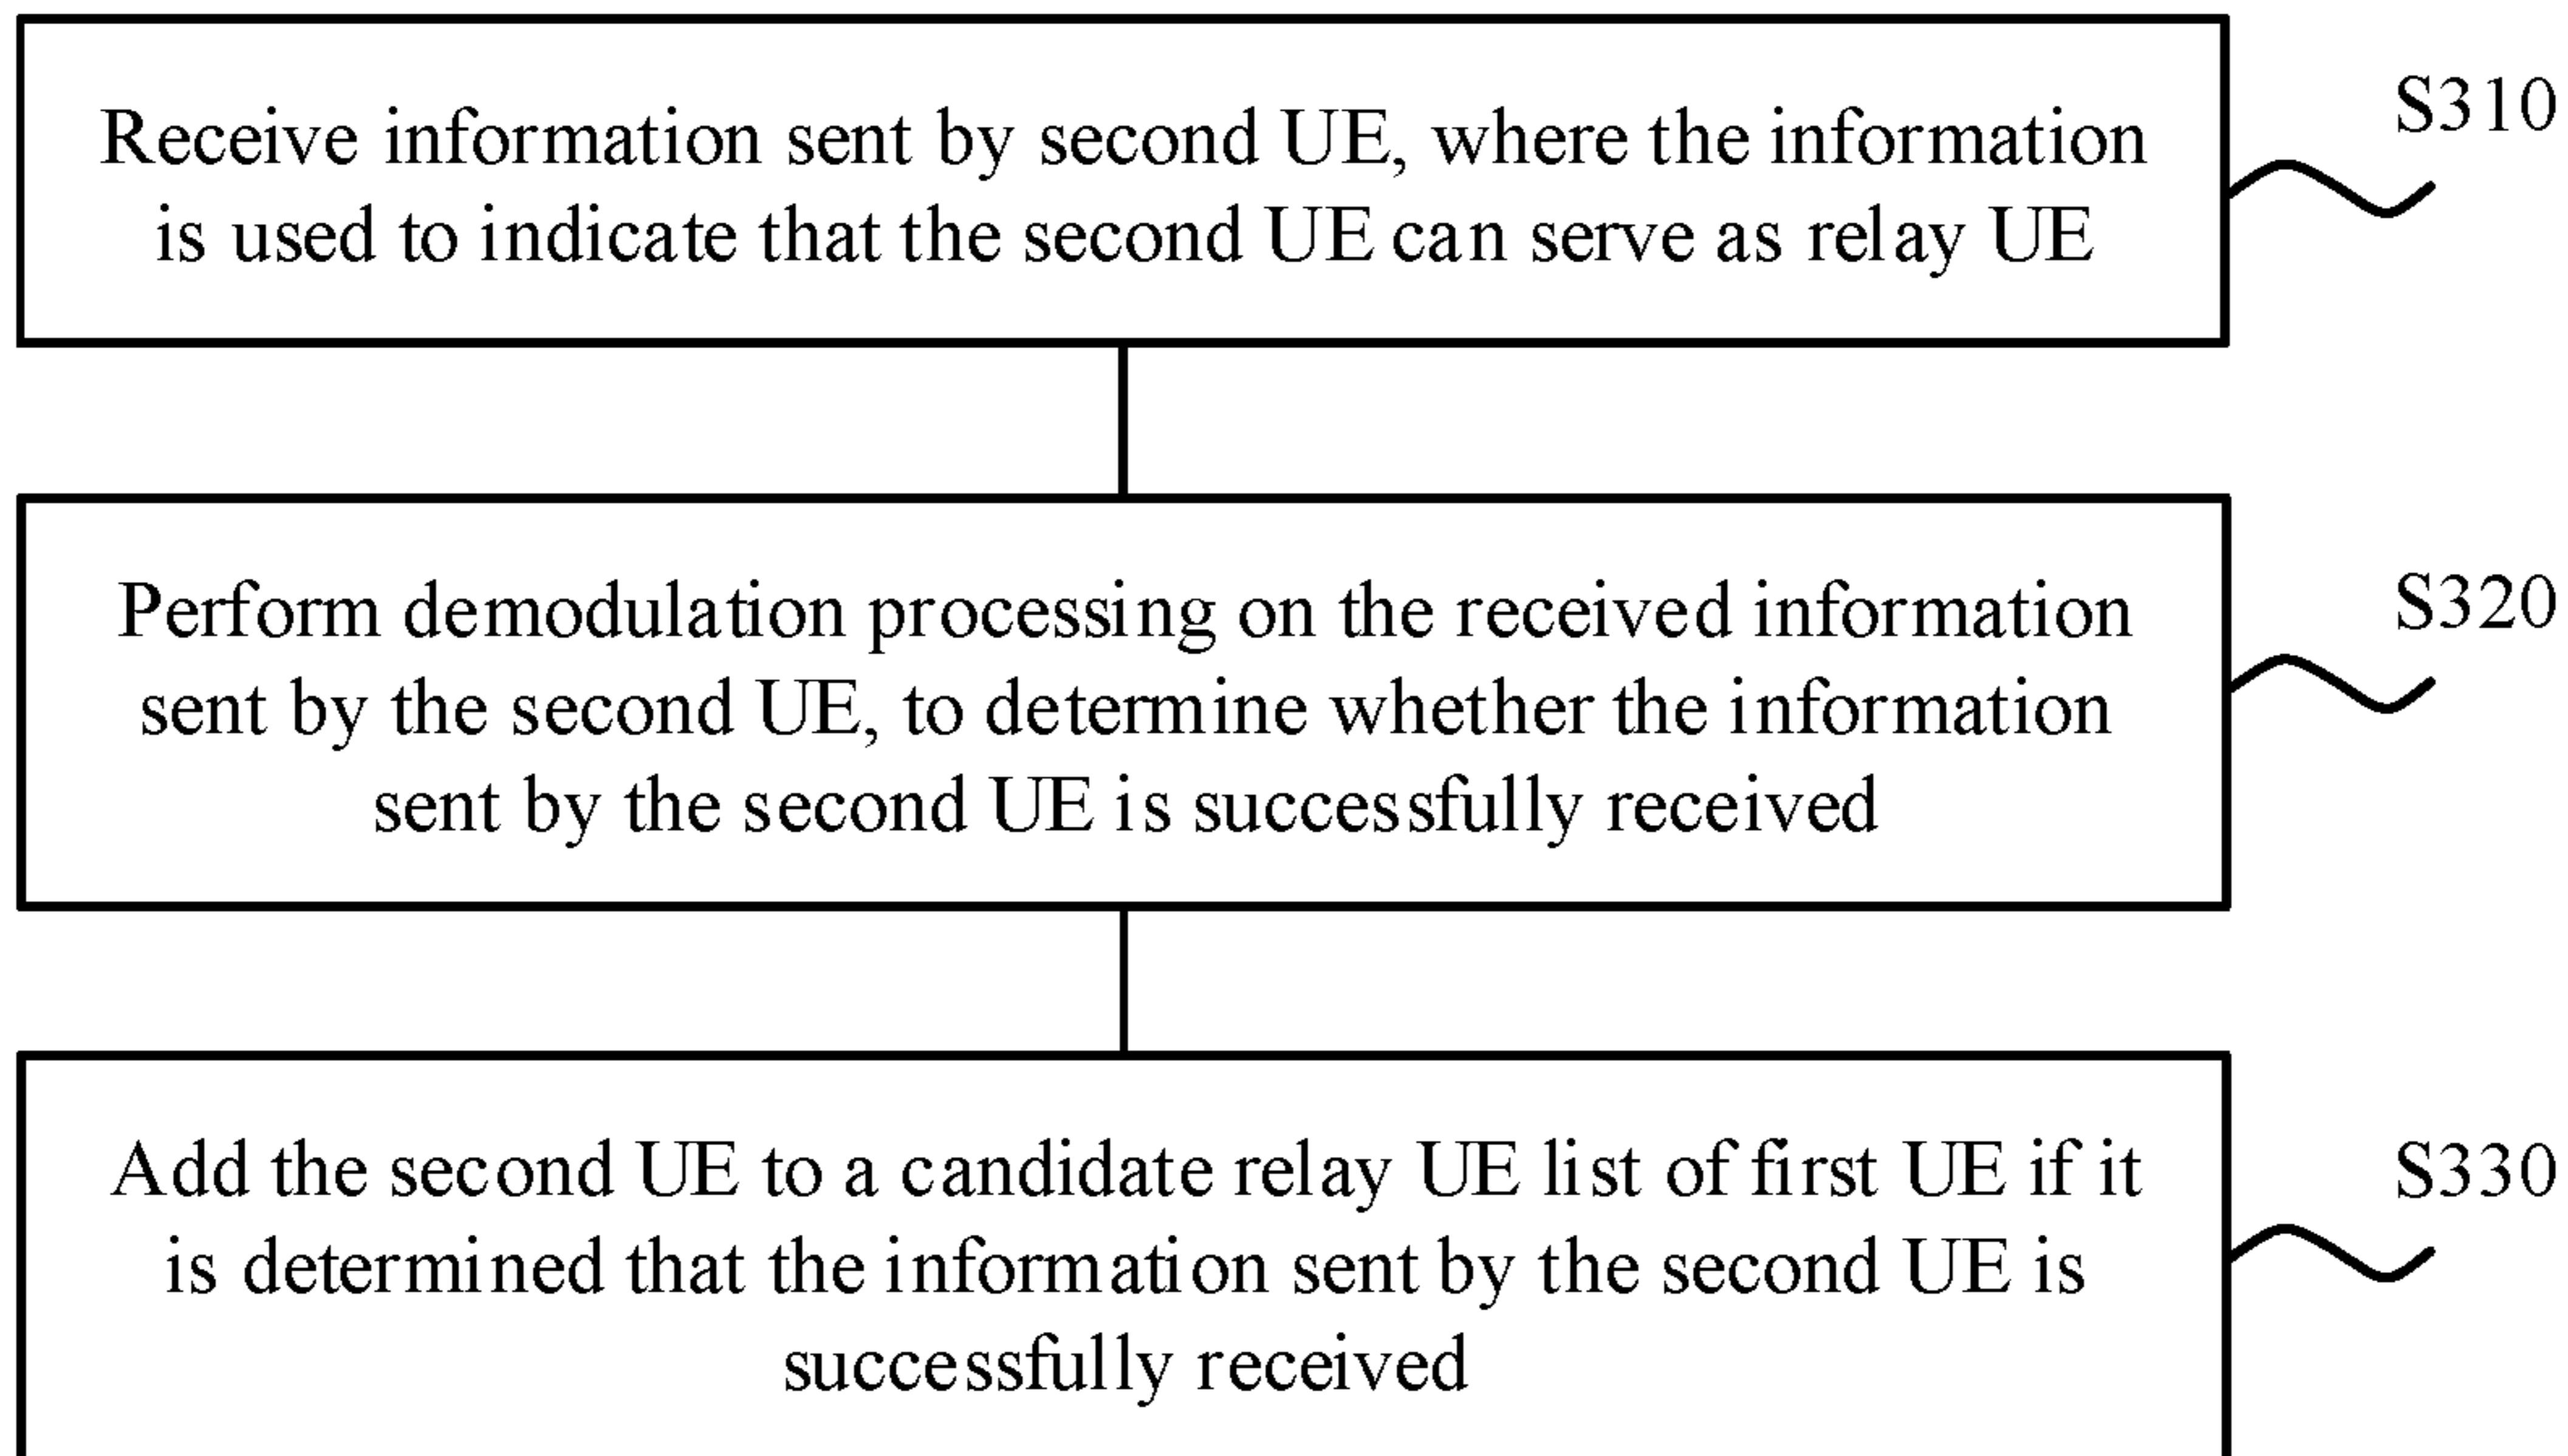 Receive information sent by second UE, where the information
is used to indicate that the second UE can serve as relay UE
S310
Perform demodulation processing on the received information
sent by the second UE, to determine whether the information
sent by the second UE is successfully received
S320
Add the second UE to a candidate relay UE list of first UE if it
is determined that the information sent by the second UE is
successfully received
S330